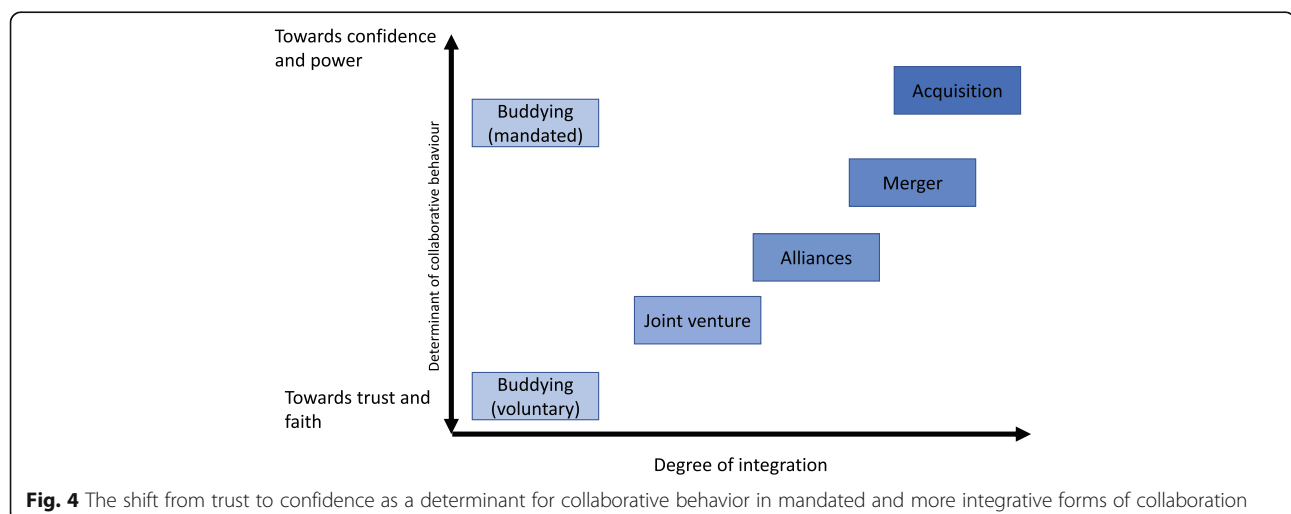 Towards confidence
and power
Determinant of collaborative behaviour
Acquisition
Buddying
(mandated)
Merger
Alliances
Joint venture
Buddying
(voluntary)
Towards trust and
faith
Degree of integration
Fig. 4 The shift from trust to confidence as a determinant for collaborative behavior in mandated and more integrative forms of collaboration